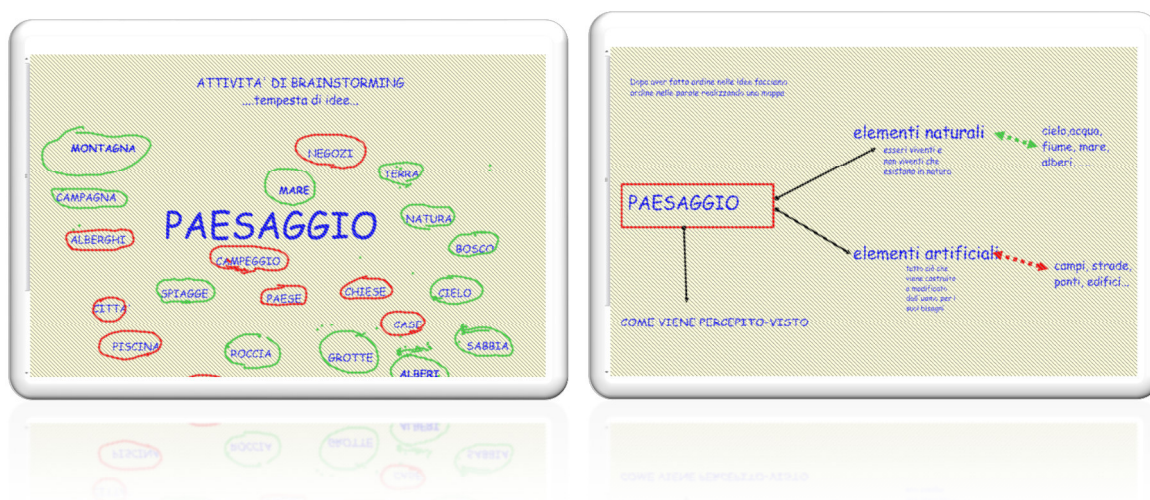 ATTIVITA' DI BRAINSTORMING
....tempesta di idee...
MONTAGNA
NEGOZI
TERRA
MARE
CAMPAGNA
NATURA
PAESAGGIO
ALBERGHI
BOSCO
CAMPEGGIO
SPIAGGE
PAESE
CHIESE
CIELO
CITTA'
CASE
PISCINA
ROCCIA
GROTTE
SABBIA
ALBERI
Dopo aver fatto ordine nelle idee facciamo
ordine nelle parole realizzando una mappa
elementi naturali
esseri viventi e
non viventi che
esistono in natura
cielo,acqua,
fiume, mare,
alberi.....
PAESAGGIO
elementi artificiali
tutto ciò che
viene costruito
o modificato
dall'uomo per i
suoi bisogni
campi, strade,
ponti, edifici...
COME VIENE PERCEPITO-VISTO